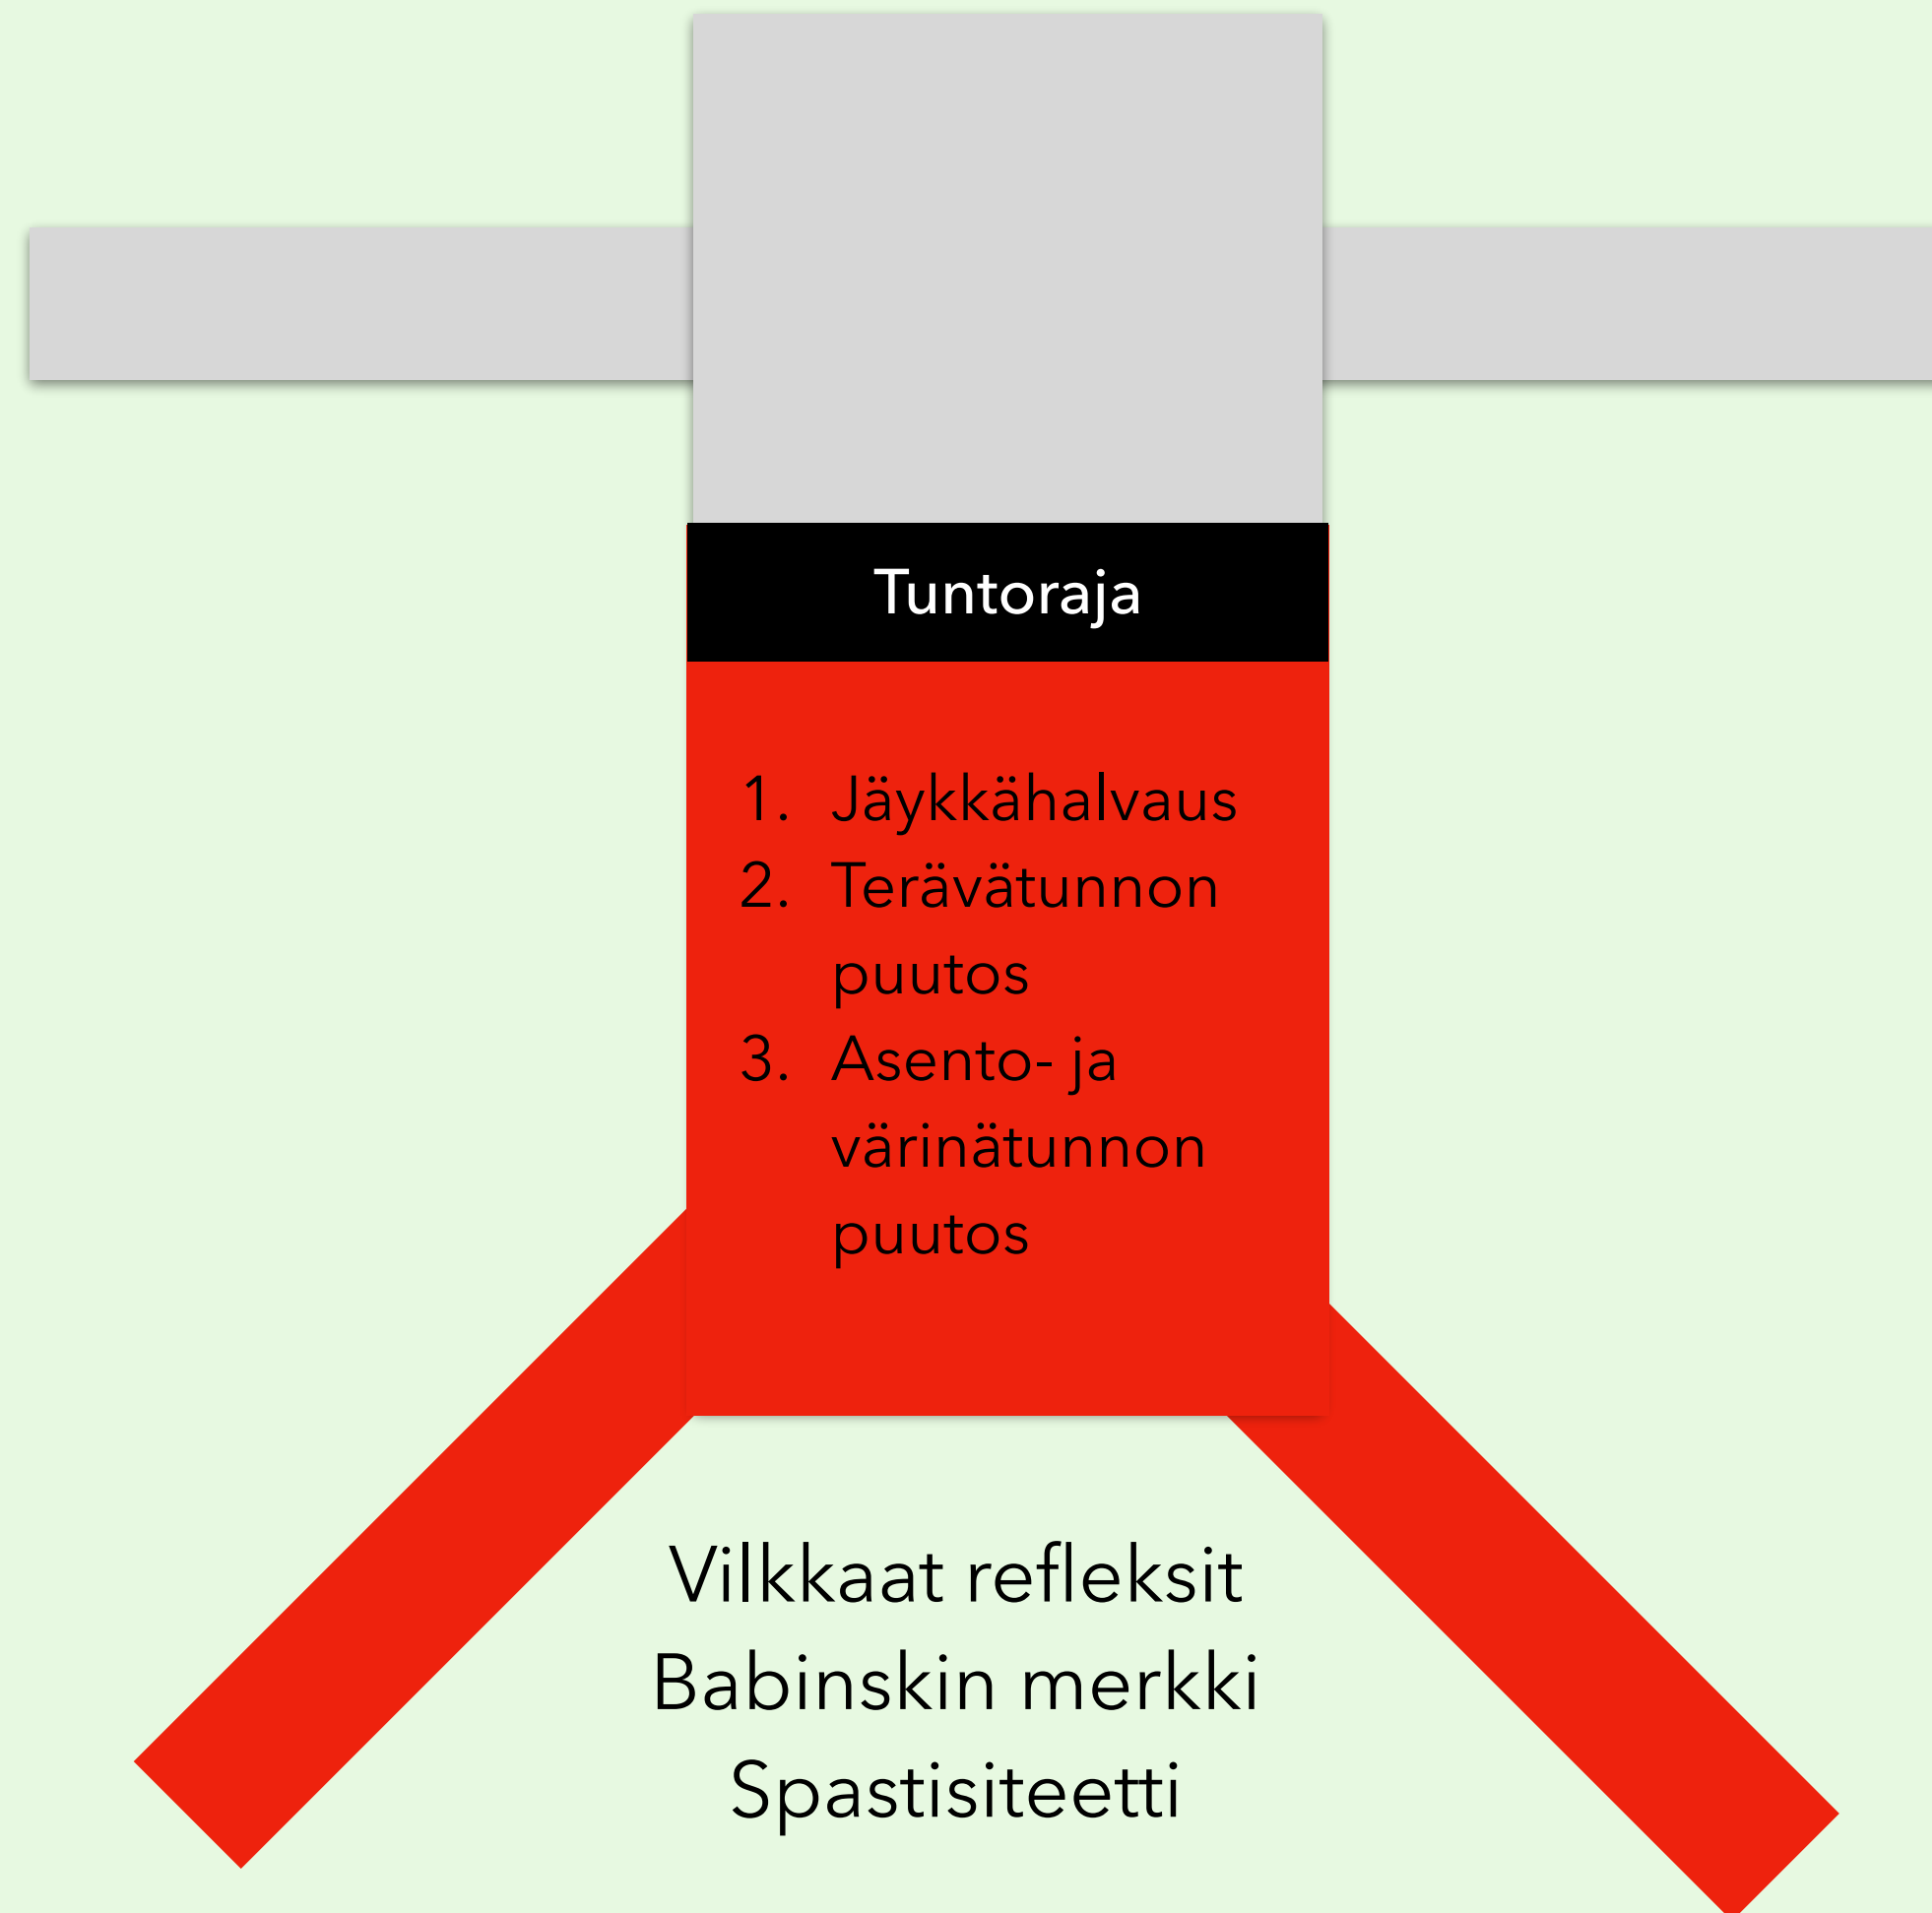 Tuntoraja
1. Jäykkähalvaus
2. Terävätunnon
puutos
3. Asento- ja
värinätunnon
puutos
Vilkkaat refleksit
Babinskin merkki
Spastisiteetti